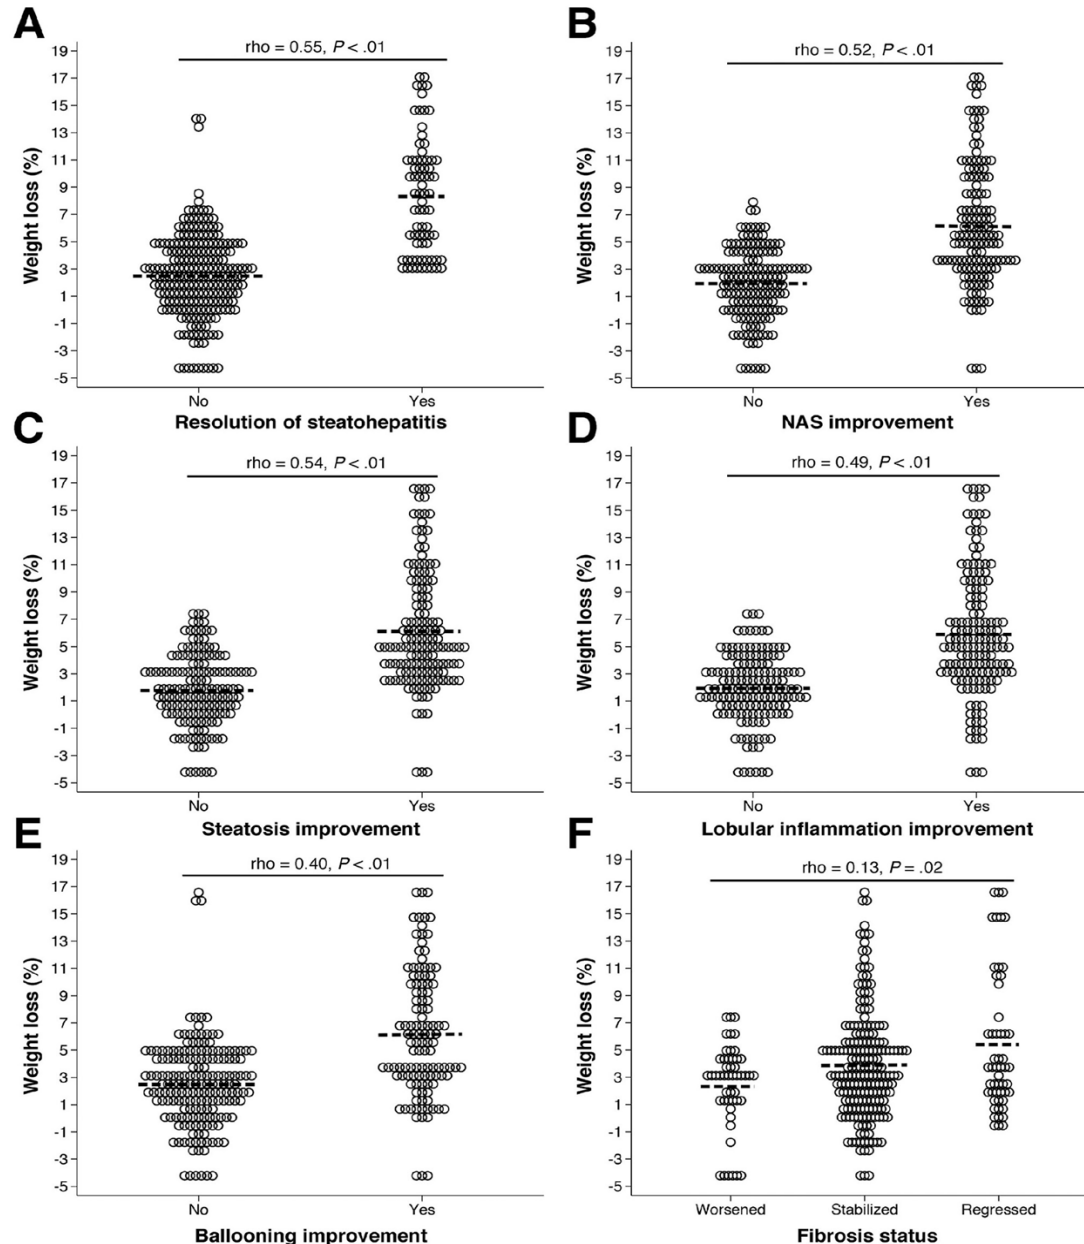 A
rho = 0.55, P < .01
Weight loss (%)
19
17
15
13
11
9
7
5
3
1
-1
-3
-5
No
Yes
Resolution of steatohepatitis
B
rho = 0.52, P < .01
Weight loss (%)
19
17
15
13
11
9
7
5
3
1
-1
-3
-5
No
Yes
NAS improvement
C
rho = 0.54, P < .01
Weight loss (%)
19
17
15
13
11
9
7
5
3
1
-1
-3
-5
No
Yes
Steatosis improvement
D
rho = 0.49, P < .01
Weight loss (%)
19
17
15
13
11
9
7
5
3
1
-1
-3
-5
No
Yes
Lobular inflammation improvement
E
rho = 0.40, P < .01
Weight loss (%)
19
17
15
13
11
9
7
5
3
1
-1
-3
-5
No
Yes
Ballooning improvement
F
rho = 0.13, P = .02
Weight loss (%)
19
17
15
13
11
9
7
5
3
1
-1
-3
-5
Worsened
Stabilized
Regressed
Fibrosis status